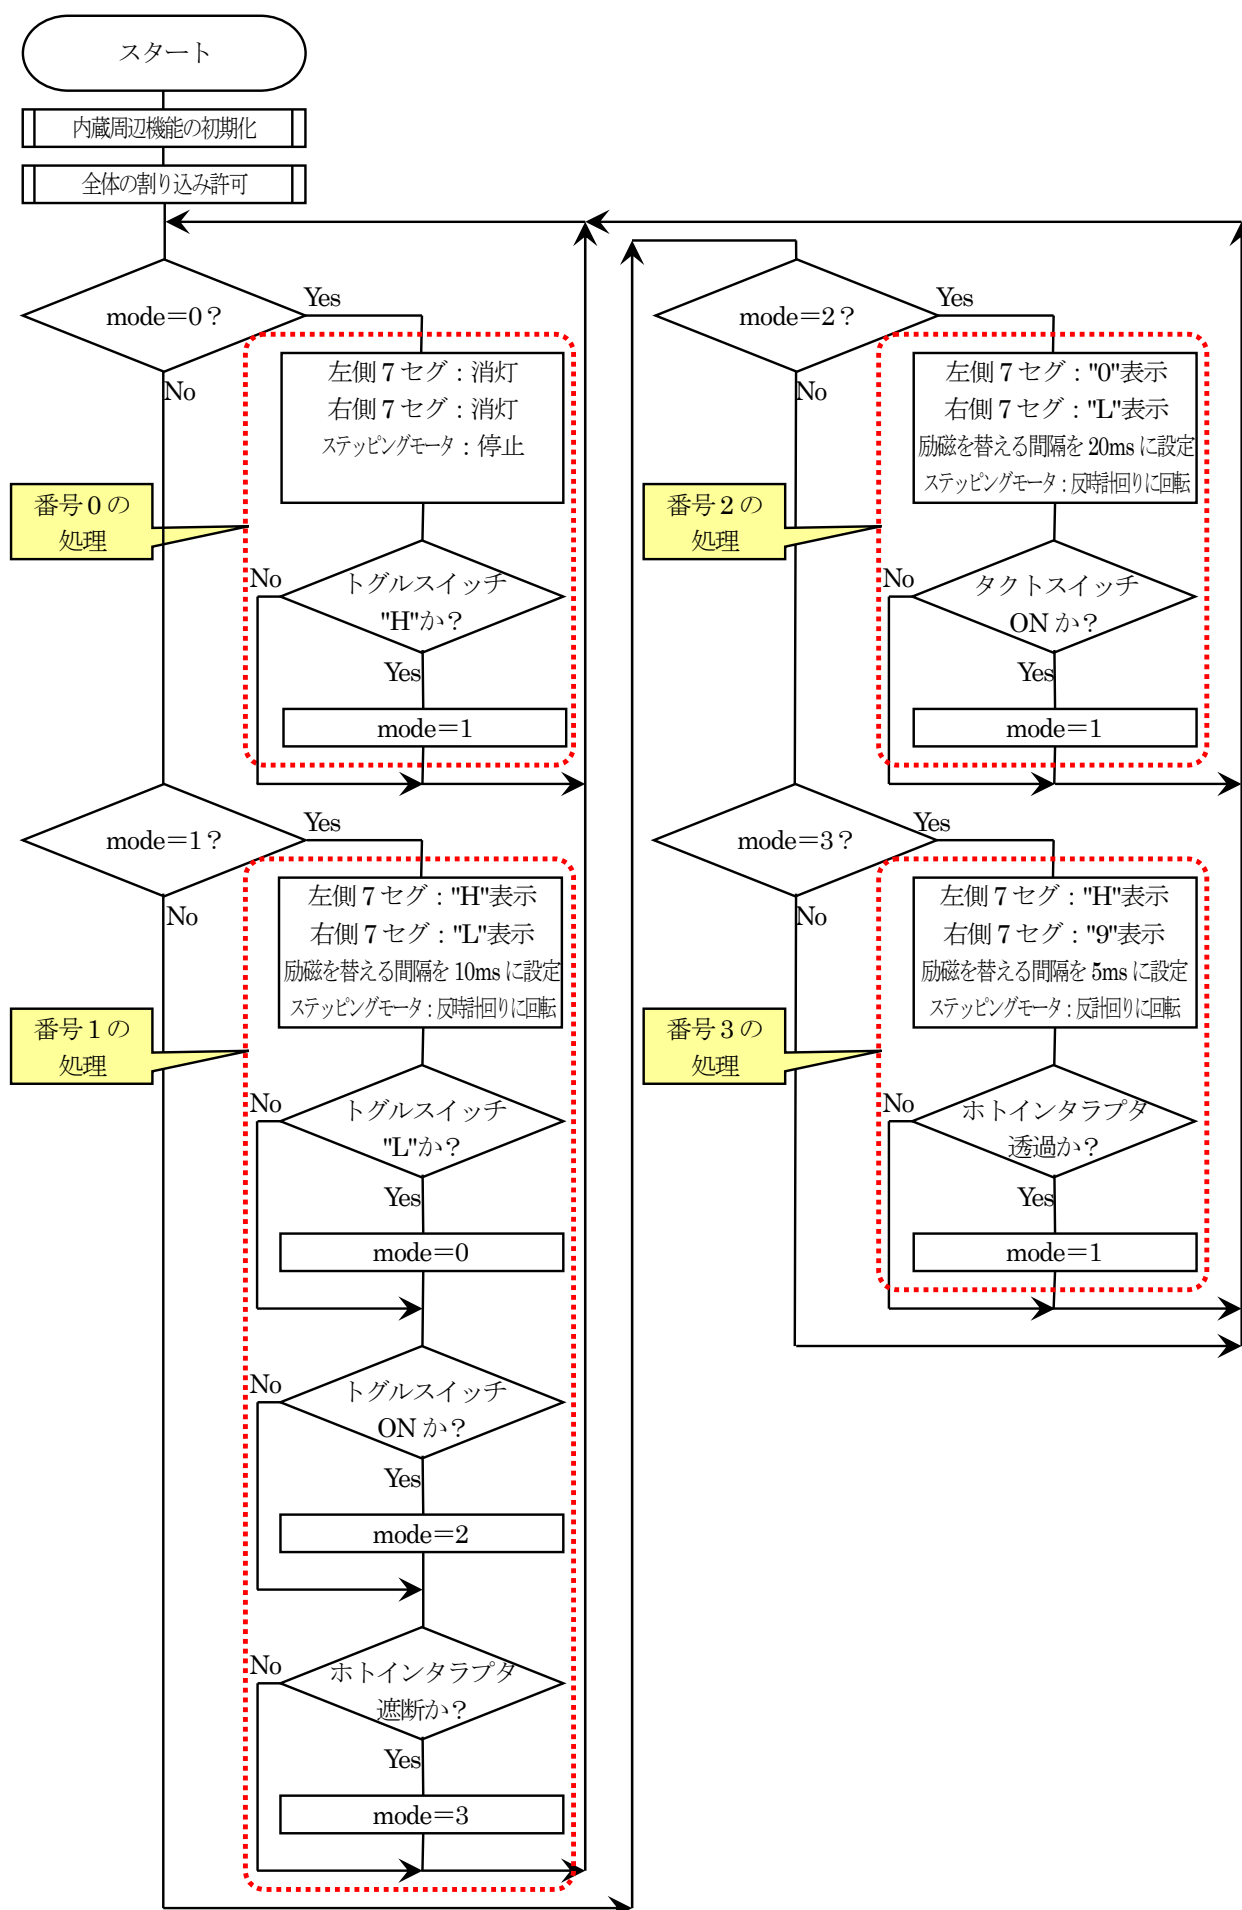 スタート
内蔵周辺機能の初期化
全体の割り込み許可
mode=0?
Yes
No
左側7セグ:消灯
右側7セグ:消灯
ステッピングモータ:停止
番号0の
処理
トグルスイッチ
"H"か?
No
Yes
mode=1
mode=1?
Yes
No
左側7セグ:"H"表示
右側7セグ:"L"表示
励磁を替える間隔を10msに設定
ステッピングモータ:反時計回りに回転
番号1の
処理
トグルスイッチ
"L"か?
No
Yes
mode=0
トグルスイッチ
ONか?
No
Yes
mode=2
ホトインタラプタ
遮断か?
No
Yes
mode=3
mode=2?
Yes
No
左側7セグ:"0"表示
右側7セグ:"L"表示
励磁を替える間隔を20msに設定
ステッピングモータ:反時計回りに回転
番号2の
処理
タクトスイッチ
ONか?
No
Yes
mode=1
mode=3?
Yes
No
左側7セグ:"H"表示
右側7セグ:"9"表示
励磁を替える間隔を5msに設定
ステッピングモータ:反計回りに回転
番号3の
処理
ホトインタラプタ
透過か?
No
Yes
mode=1